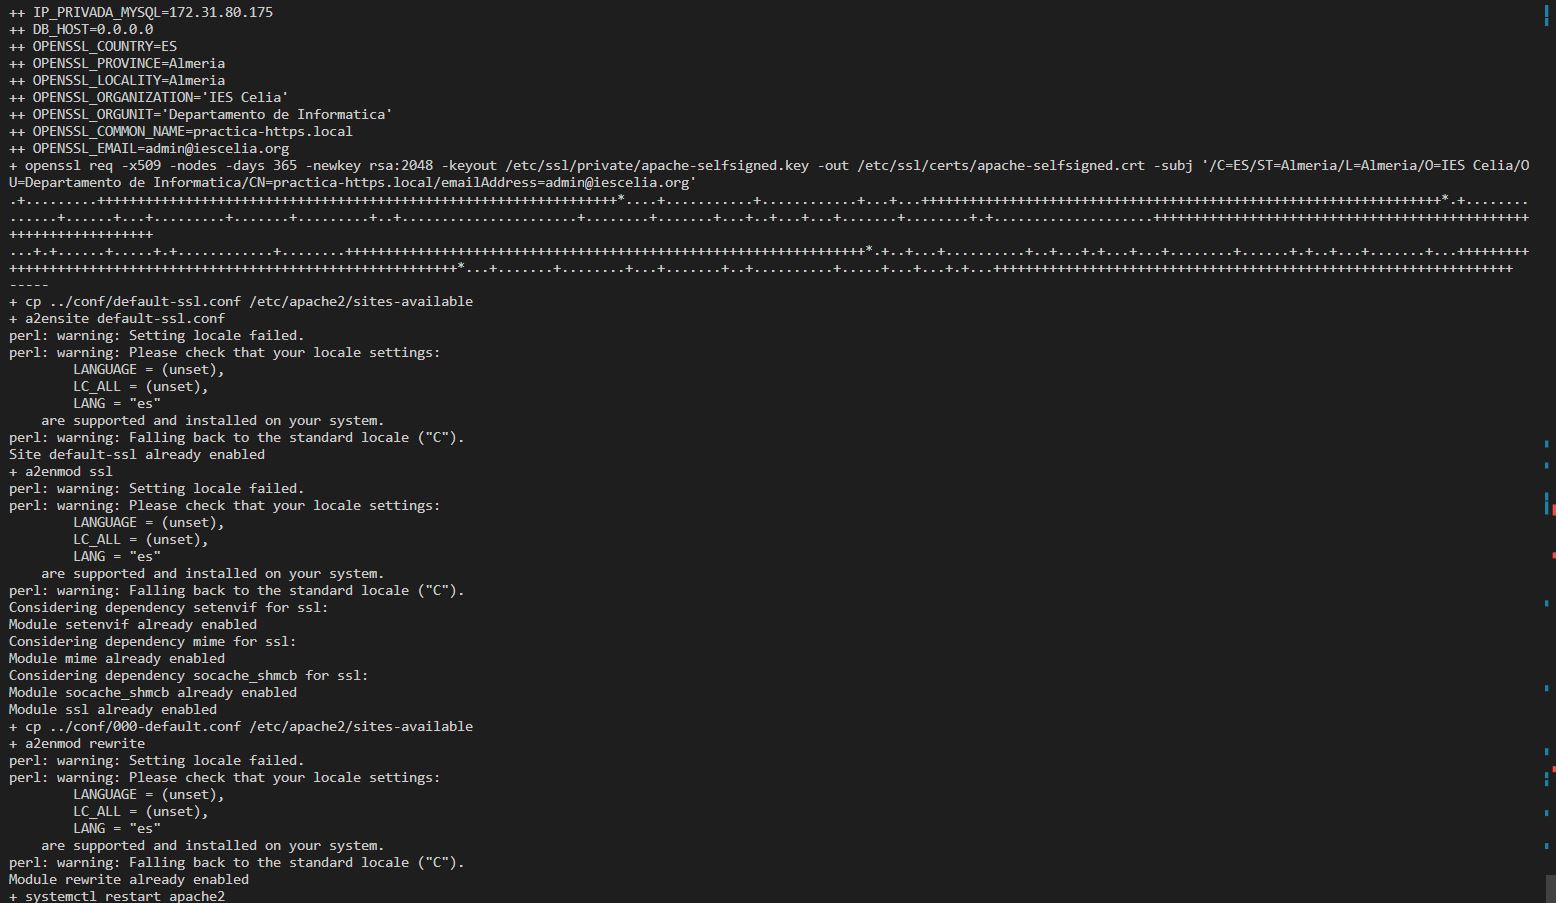 ++ IP_PRIVADA_MYSQL=172.31.80.175
++ DB_HOST=0.0.0.0
++ OPENSSL_COUNTRY=ES
++ OPENSSL_PROVINCE=Almeria
++ OPENSSL_LOCALITY=Almeria
++ OPENSSL_ORGANIZATION='IES Celia'
++ OPENSSL_ORGUNIT='Departamento de Informatica'
++ OPENSSL_COMMON_NAME=practica-https.local
++ OPENSSL_EMAIL=admin@iescelia.org
+ openssl req -x509 -nodes -days 365 -newkey rsa:2048 -keyout /etc/ssl/private/apache-selfsigned.key -out /etc/ssl/certs/apache-selfsigned.crt -subj '/C=ES/ST=Almeria/L=Almeria/O=IES Celia/O
U=Departamento de Informatica/CN=practica-https.local/emailAddress=admin@iescelia.org'
-----
+ cp ../conf/default-ssl.conf /etc/apache2/sites-available
+ a2ensite default-ssl.conf
perl: warning: Setting locale failed.
perl: warning: Please check that your locale settings:
LANGUAGE = (unset),
LC_ALL = (unset),
LANG = "es"
are supported and installed on your system.
perl: warning: Falling back to the standard locale ("C").
Site default-ssl already enabled
+ a2enmod ssl
perl: warning: Setting locale failed.
perl: warning: Please check that your locale settings:
LANGUAGE = (unset),
LC_ALL = (unset),
LANG = "es"
are supported and installed on your system.
perl: warning: Falling back to the standard locale ("C").
Considering dependency setenvif for ssl:
Module setenvif already enabled
Considering dependency mime for ssl:
Module mime already enabled
Considering dependency socache_shmcb for ssl:
Module socache_shmcb already enabled
Module ssl already enabled
+ cp ../conf/000-default.conf /etc/apache2/sites-available
+ a2enmod rewrite
perl: warning: Setting locale failed.
perl: warning: Please check that your locale settings:
LANGUAGE = (unset),
LC_ALL = (unset),
LANG = "es"
are supported and installed on your system.
perl: warning: Falling back to the standard locale ("C").
Module rewrite already enabled
+ systemctl restart apache2